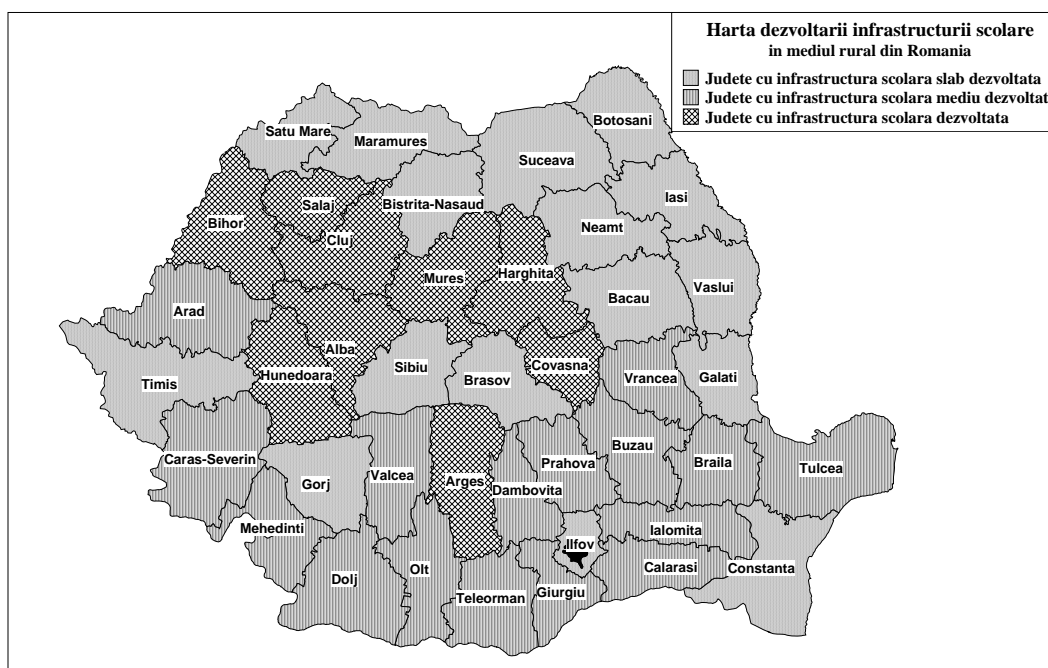 Harta dezvoltarii infrastructurii scolare
in mediul rural din Romania
Judete cu infrastructura scolara slab dezvoltata
Judete cu infrastructura scolara mediu dezvoltata
Judete cu infrastructura scolara dezvoltata
Botosani
Satu Mare
Maramures
Suceava
Iasi
Salaj
Bistrita-Nasaud
Bihor
Neamt
Cluj
Mures
Harghita
Vaslui
Bacau
Arad
Alba
Sibiu
Covasna
Hunedoara
Brasov
Vrancea
Galati
Timis
Caras-Severin
Prahova
Buzau
Braila
Tulcea
Gorj
Valcea
Arges
Dambovita
Mehedinti
Ialomita
Ilfov
Calarasi
Constanta
Olt
Dolj
Teleorman
Giurgiu